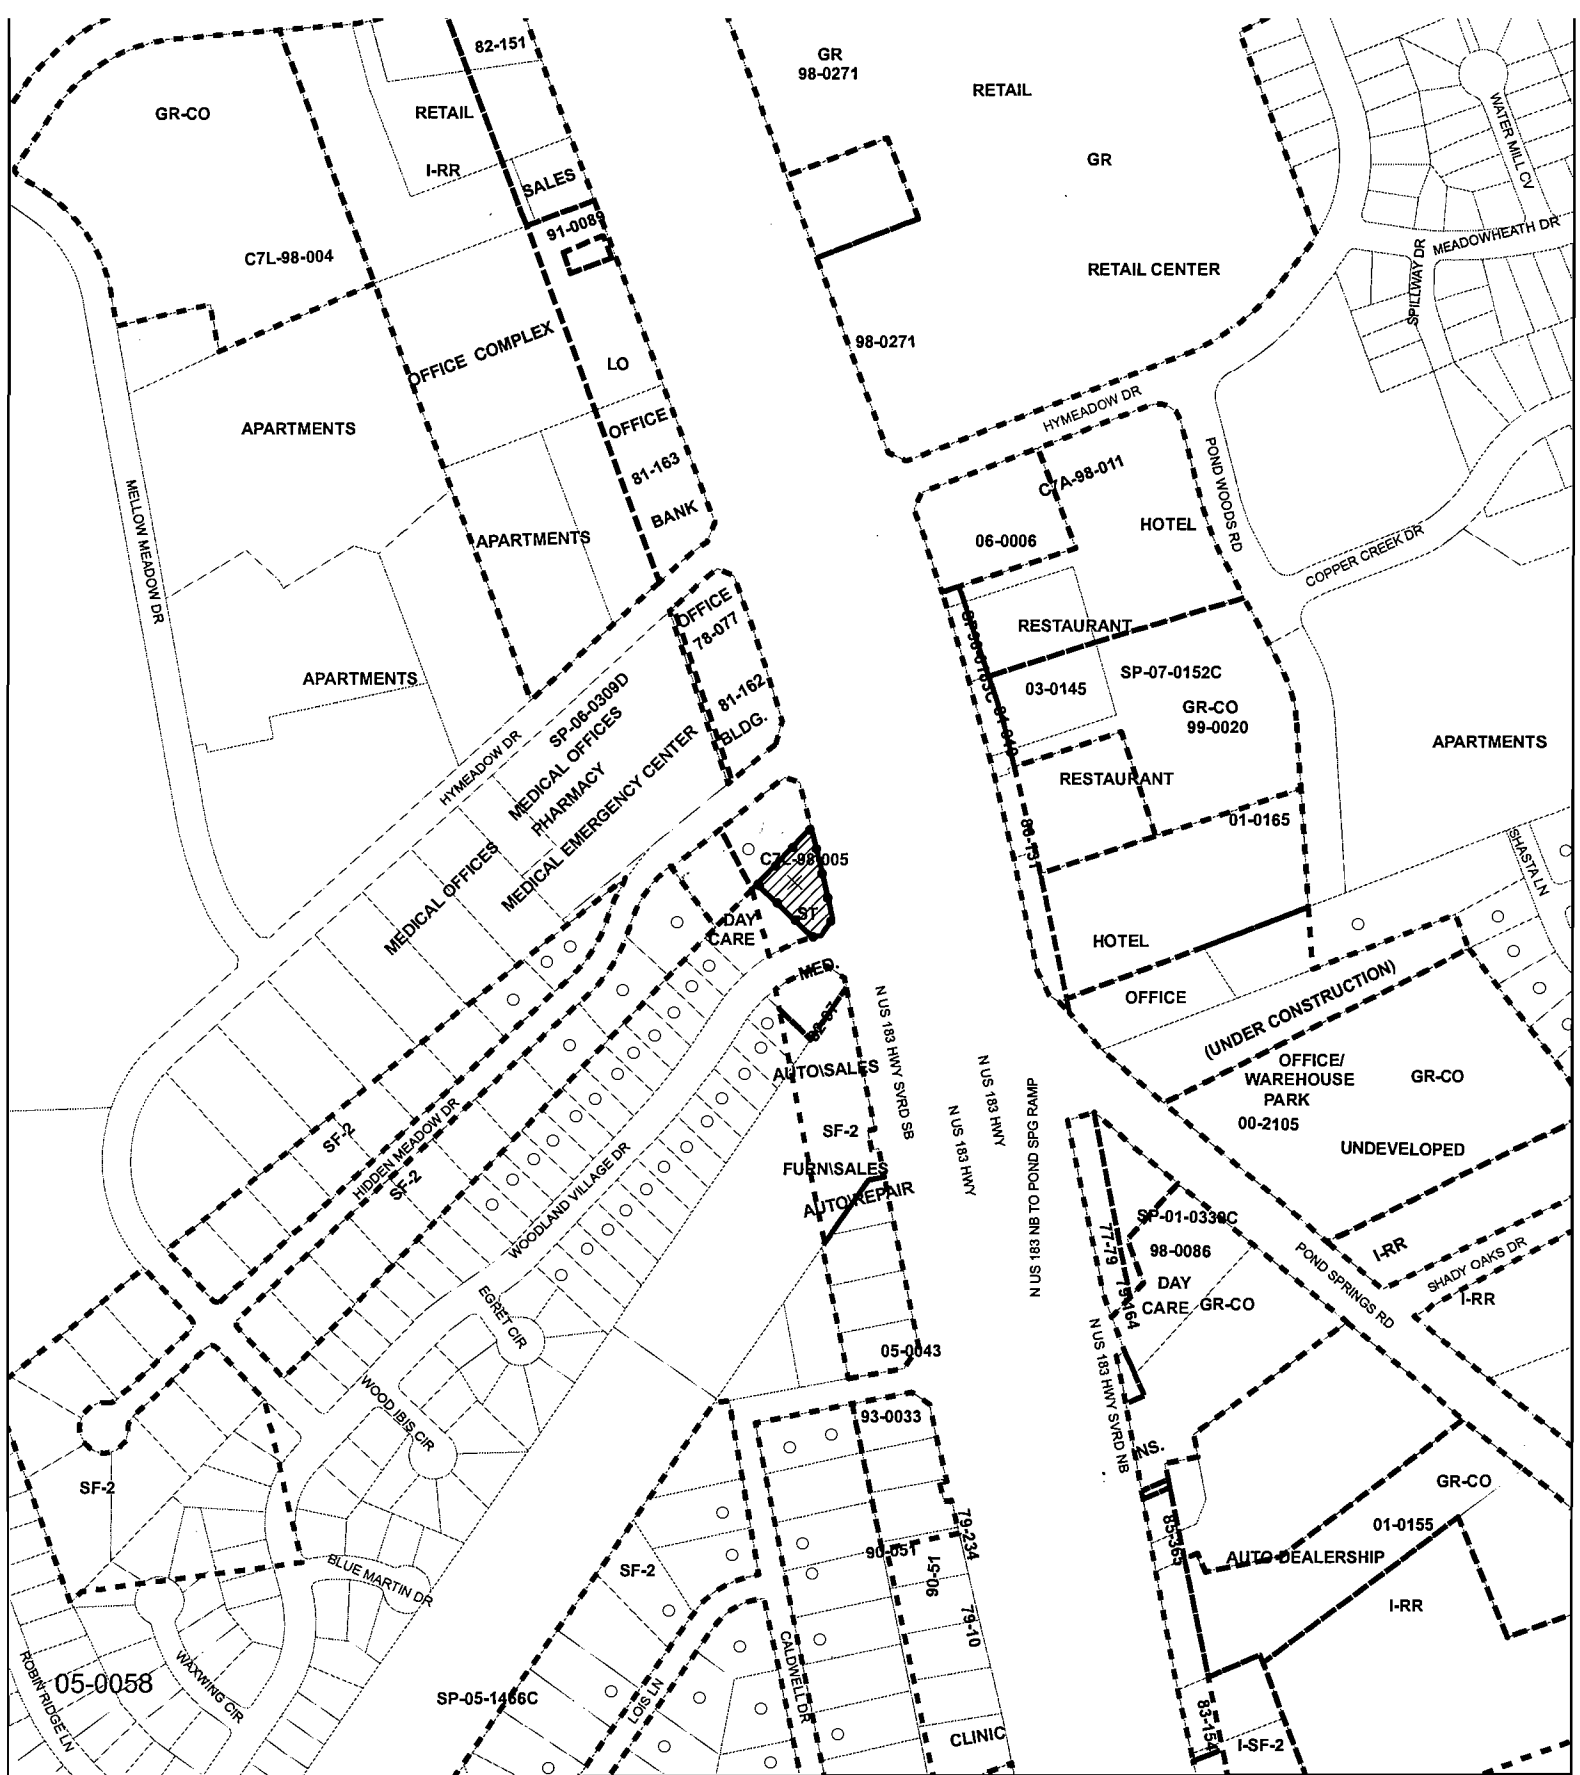 82-151
GR
98-0271
RETAIL
GR-CO
RETAIL
I-RR
GR
SALES
WATER MILL CV
91-0089
C7L-98-004
MEADOWHEATH DR
SPILLWAY DR
RETAIL CENTER
OFFICE COMPLEX
LO
98-0271
APARTMENTS
OFFICE
HYMEADOW DR
81-163
C7A-98-011
POND WOODS RD
MELLOW MEADOW DR
BANK
APARTMENTS
HOTEL
06-0006
COPPER CREEK DR
OFFICE
78-077
RESTAURANT
APARTMENTS
SP-06-0309D
81-162
BLDG.
03-0145
SP-07-0152C
GR-CO
99-0020
APARTMENTS
HYMEADOW DR
MEDICAL OFFICES
PHARMACY
MEDICAL EMERGENCY CENTER
RESTAURANT
01-0165
MEDICAL OFFICES
C7L-98-005
ST
DAY
CARE
SHASTA LN
HOTEL
OFFICE
MED.
N US 183 HWY SVRD SB
(UNDER CONSTRUCTION)
OFFICE/
WAREHOUSE
PARK
00-2105
GR-CO
UNDEVELOPED
AUTO\SALES
SF-2
FURN\SALES
AUTO\REPAIR
N US 183 HWY
N US 183 HWY
N US 183 NB TO POND SPG RAMP
SF-2
HIDDEN MEADOW DR
SF-2
WOODLAND VILLAGE DR
SP-01-0338C
98-0086
77-79
79-164
DAY
CARE
GR-CO
POND SPRINGS RD
I-RR
SHADY OAKS DR
I-RR
EGRET CIR
05-0043
N US 183 HWY SVRD NB
WOOD IBIS CIR
93-0033
INS.
SF-2
GR-CO
01-0155
79-234
85-365
90-051
90-51
AUTO DEALERSHIP
BLUE MARTIN DR
SF-2
I-RR
79-10
CALDWELL DR
ROBIN RIDGE LN
05-0058
WAXWING CIR
SP-05-1466C
LOIS LN
CLINIC
83-154
I-SF-2